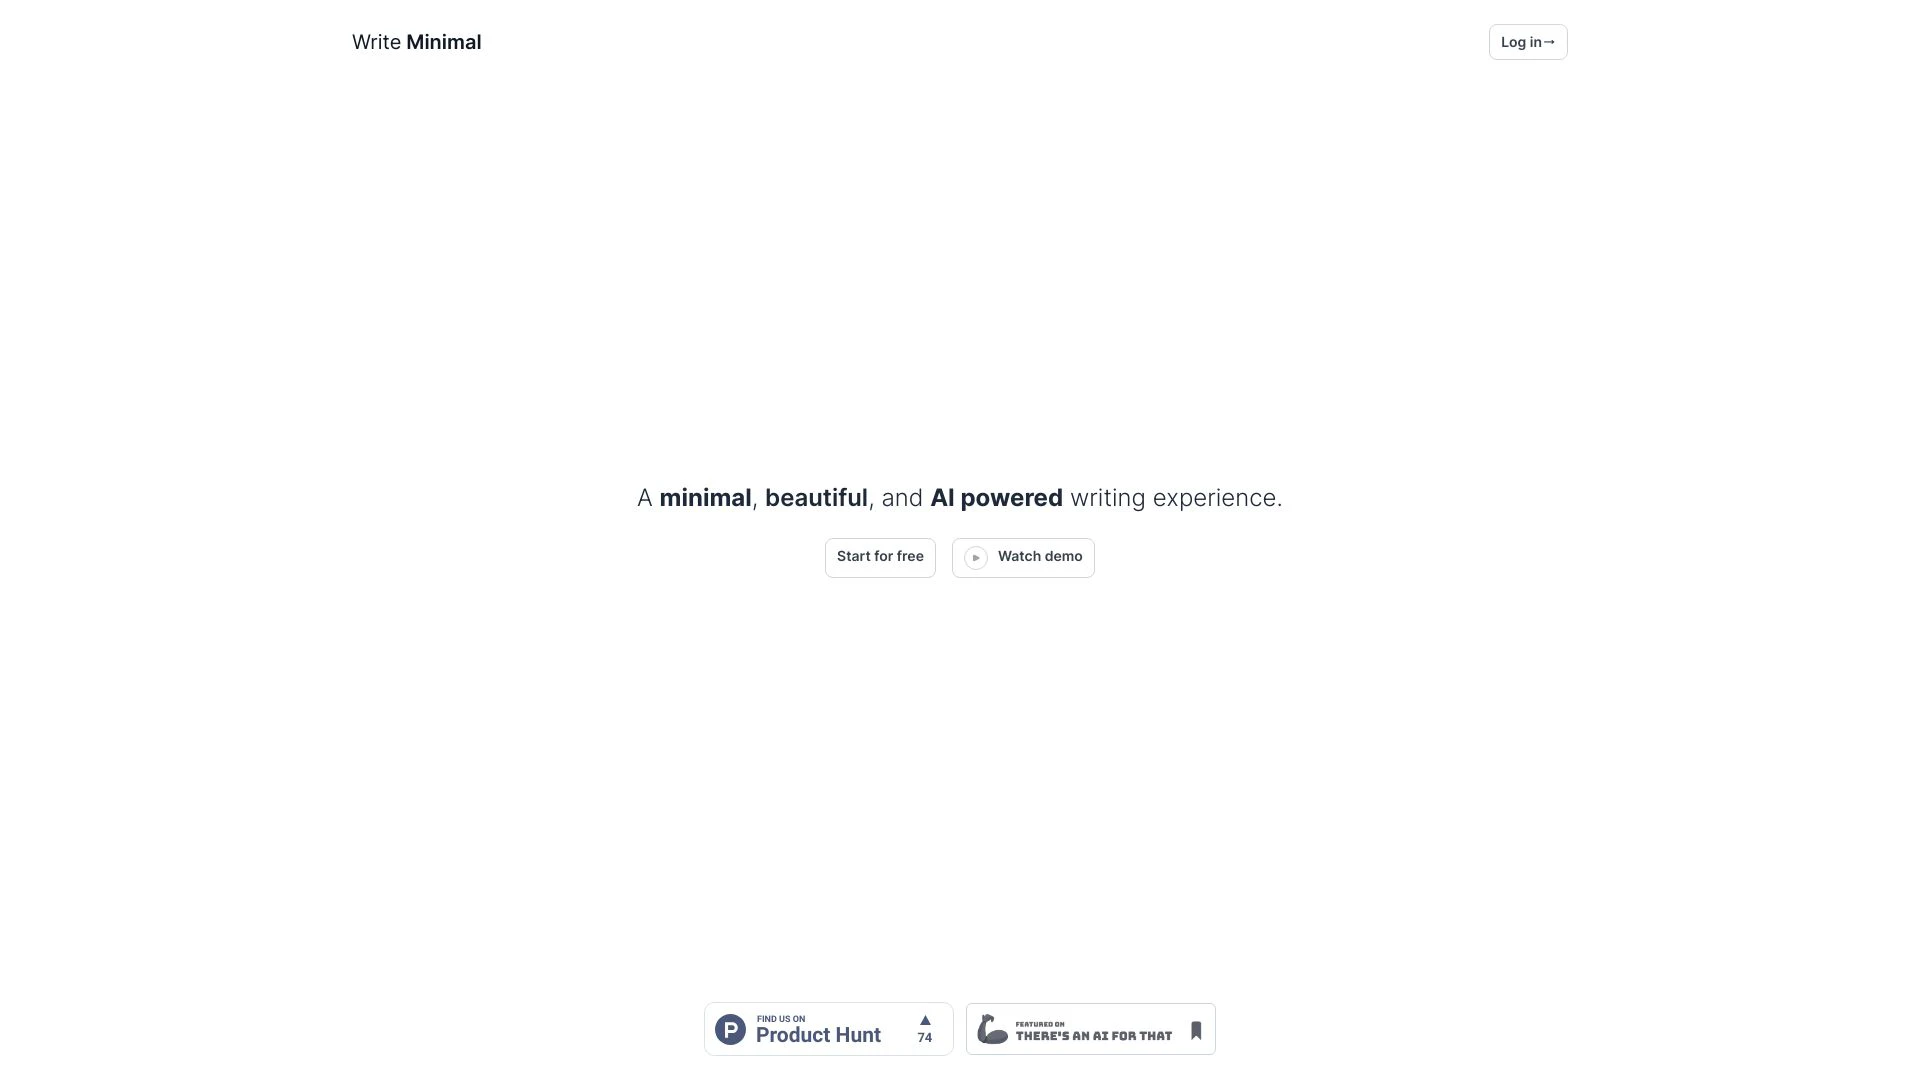 Write Minimal
Log in→
A minimal, beautiful, and AI powered writing experience.
Start for free
Watch demo
FIND US ON
Product Hunt
74
FEATURED ON
THERE'S AN AI FOR THAT